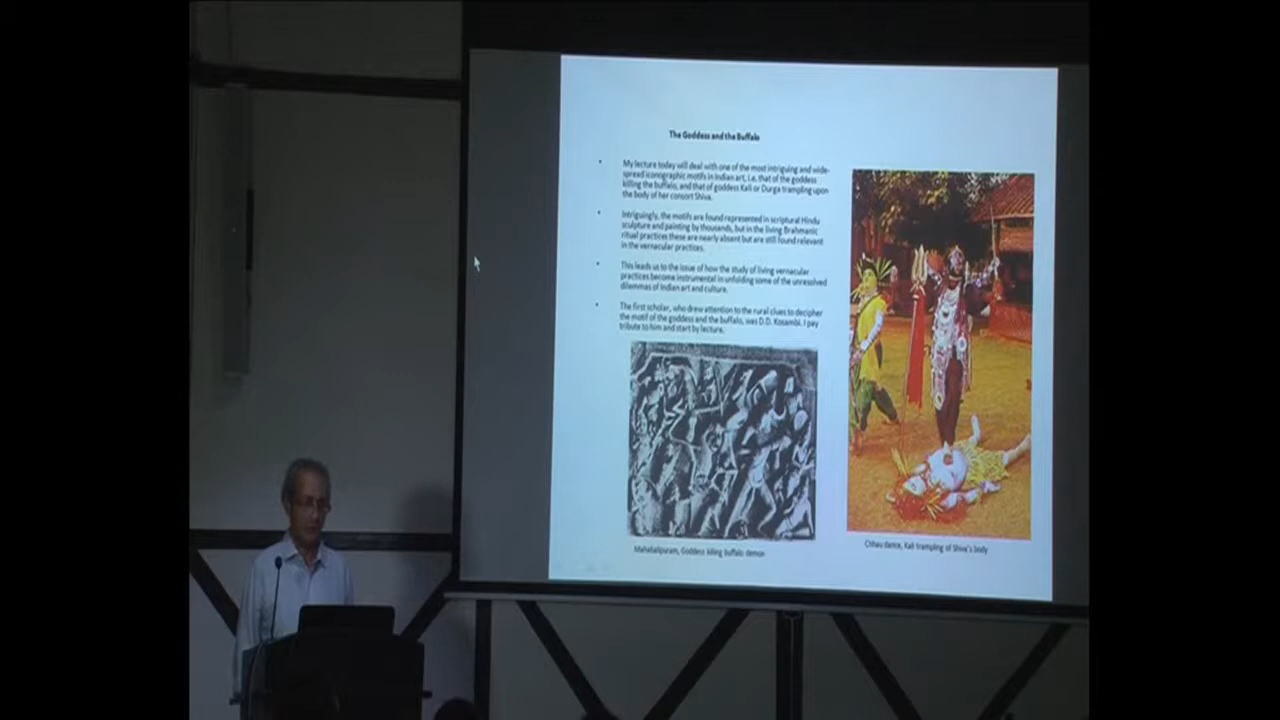 The Goddess and the Buffalo
• My lecture today will deal with one of the most intriguing and wide-
spread iconographic motifs in Indian art, i.e. that of the goddess
killing the buffalo, and that of goddess Kali or Durga trampling upon
the body of her consort Shiva.
• Intriguingly, the motifs are found represented in scriptural Hindu
sculpture and painting by thousands, but in the living Brahmanic
ritual practices these are nearly absent but are still found relevant
in the vernacular practices.
• This leads us to the issue of how the study of living vernacular
practices become instrumental in unfolding some of the unresolved
dilemmas of Indian art and culture.
• The first scholar, who drew attention to the rural clues to decipher
the motif of the goddess and the buffalo, was D.D. Kosambi. I pay
tribute to him and start by lecture.
Mahabalipuram, Goddess killing buffalo demon
Chhau dance, Kali trampling of Shiva's body